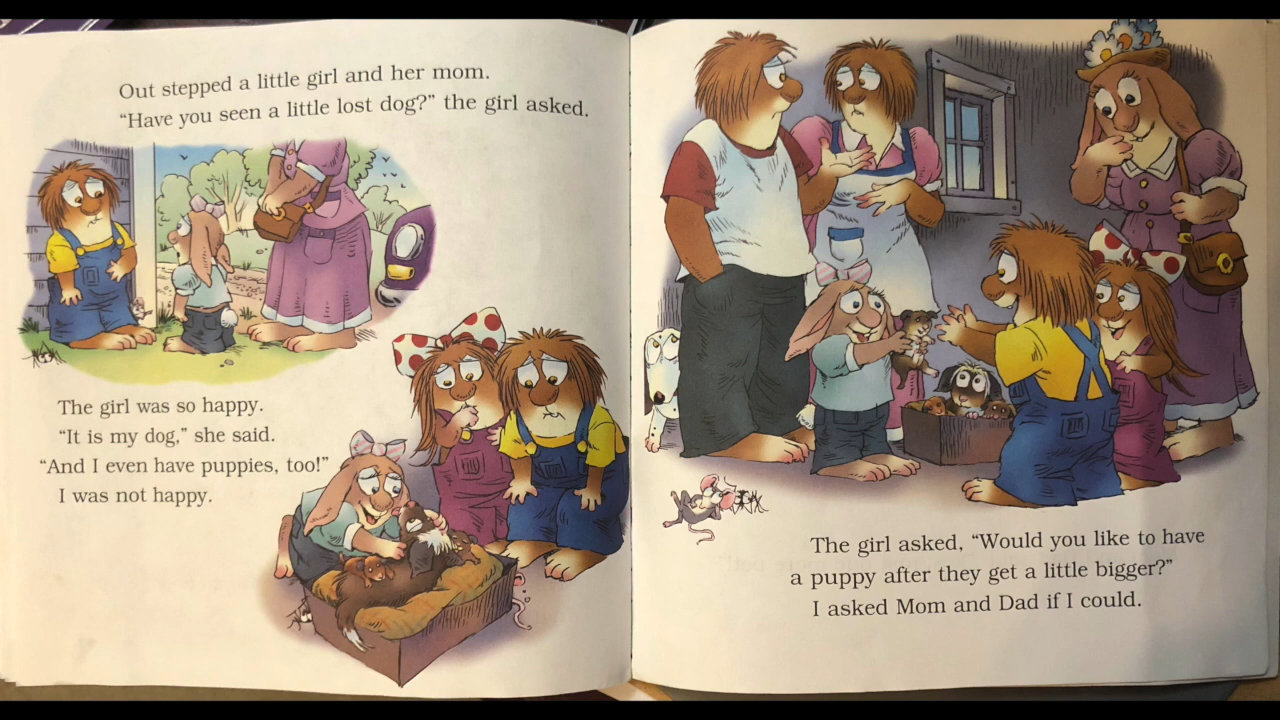 Out stepped a little girl and her mom.
“Have you seen a little lost dog?” the girl asked.
The girl was so happy.
“It is my dog,” she said.
“And I even have puppies, too!”
I was not happy.
The girl asked, “Would you like to have
a puppy after they get a little bigger?”
I asked Mom and Dad if I could.